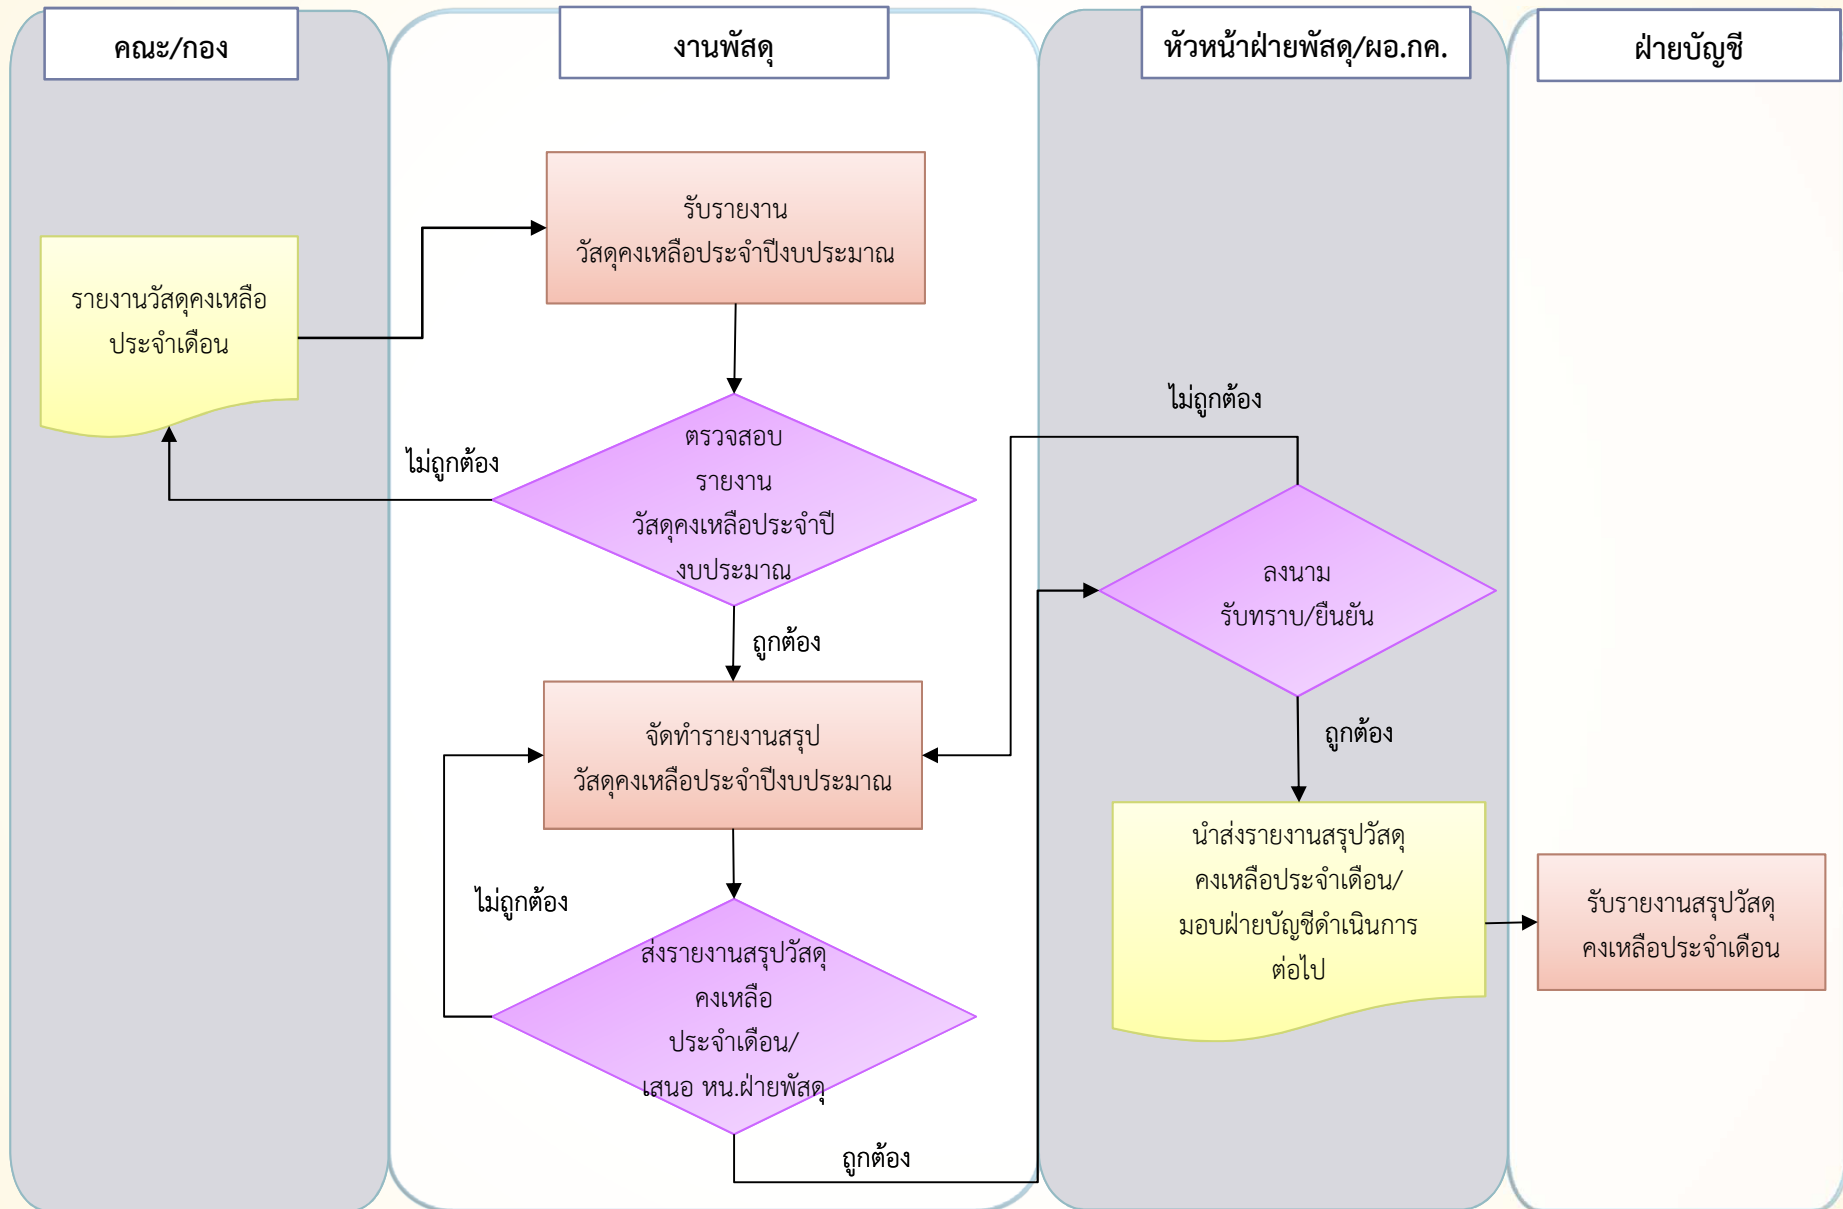 คณะ/กอง
งานพัสดุ
หัวหน้าฝ่ายพัสดุ/ผอ.กค.
ฝ่ายบัญชี
รายงานวัสดุคงเหลือ
ประจำเดือน
รับรายงาน
วัสดุคงเหลือประจำปีงบประมาณ
ตรวจสอบ
รายงาน
วัสดุคงเหลือประจำปี
งบประมาณ
ไม่ถูกต้อง
ถูกต้อง
จัดทำรายงานสรุป
วัสดุคงเหลือประจำปีงบประมาณ
ไม่ถูกต้อง
ส่งรายงานสรุปวัสดุ
คงเหลือ
ประจำเดือน/
เสนอ หน.ฝ่ายพัสดุ
ถูกต้อง
ไม่ถูกต้อง
ลงนาม
รับทราบ/ยืนยัน
ถูกต้อง
นำส่งรายงานสรุปวัสดุ
คงเหลือประจำเดือน/
มอบฝ่ายบัญชีดำเนินการ
ต่อไป
รับรายงานสรุปวัสดุ
คงเหลือประจำเดือน